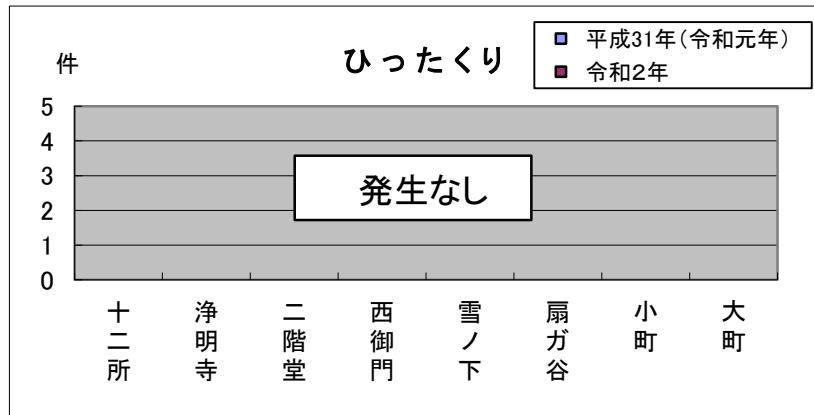 ひったくり
件
平成31年(令和元年)
令和2年
5
4
3
2
1
0
発生なし
十二所
浄明寺
二階堂
西御門
雪ノ下
扇ガ谷
小町
大町